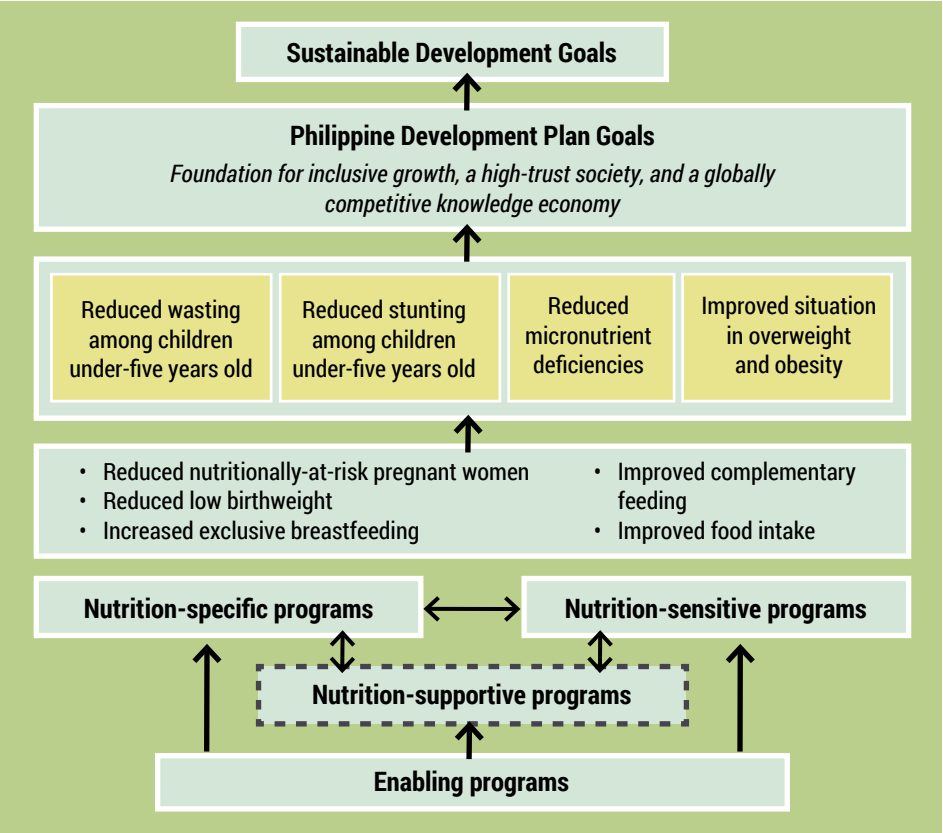 Sustainable Development Goals
Philippine Development Plan Goals
Foundation for inclusive growth, a high-trust society, and a globally
competitive knowledge economy
Reduced wasting
among children
under-five years old
Reduced stunting
among children
under-five years old
Reduced
micronutrient
deficiencies
Improved situation
in overweight
and obesity
• Reduced nutritionally-at-risk pregnant women
• Reduced low birthweight
• Increased exclusive breastfeeding
• Improved complementary
feeding
• Improved food intake
Nutrition-specific programs
Nutrition-sensitive programs
Nutrition-supportive programs
Enabling programs